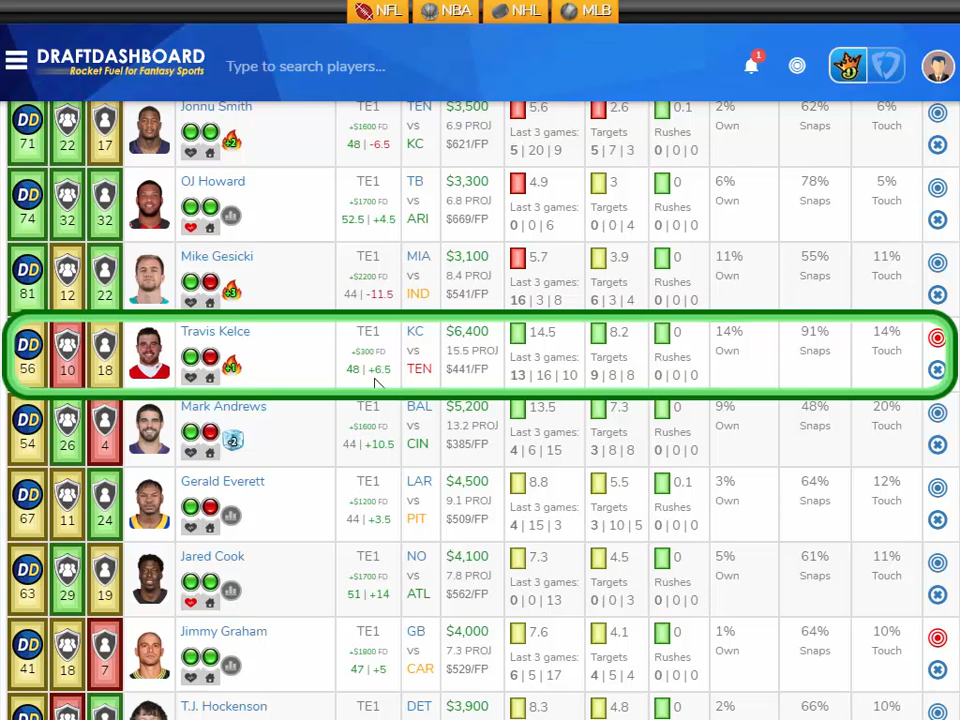 NFL NBA NHL MLB
DRAFTDASHBOARD
Rocket Fuel for Fantasy Sports
Type to search players...
1
DD 71 22 17
Jonnu Smith
+2
TE1
+$1600 FD
48 | -6.5
TEN
vs
KC
$3,500
6.9 PROJ
$621/FP
5.6
Last 3 games:
5 | 20 | 9
2.6
Targets
5 | 7 | 3
0.1
Rushes
0 | 0 | 0
2%
Own
62%
Snaps
6%
Touch
DD 74 32 32
OJ Howard
TE1
+$1700 FD
52.5 | +4.5
TB
vs
ARI
$3,300
6.8 PROJ
$669/FP
4.9
Last 3 games:
0 | 0 | 6
3
Targets
0 | 0 | 4
0
Rushes
0 | 0 | 0
6%
Own
78%
Snaps
5%
Touch
DD 81 12 22
Mike Gesicki
+3
TE1
+$2200 FD
44 | -11.5
MIA
vs
IND
$3,100
8.4 PROJ
$541/FP
5.7
Last 3 games:
16 | 3 | 8
3.9
Targets
6 | 3 | 4
0
Rushes
0 | 0 | 0
11%
Own
55%
Snaps
11%
Touch
DD 56 10 18
Travis Kelce
+1
TE1
+$300 FD
48 | +6.5
KC
vs
TEN
$6,400
15.5 PROJ
$441/FP
14.5
Last 3 games:
13 | 16 | 10
8.2
Targets
9 | 8 | 8
0
Rushes
0 | 0 | 0
14%
Own
91%
Snaps
14%
Touch
DD 54 26 4
Mark Andrews
-2
TE1
+$1600 FD
44 | +10.5
BAL
vs
CIN
$5,200
13.2 PROJ
$385/FP
13.5
Last 3 games:
4 | 6 | 15
7.3
Targets
3 | 8 | 8
0
Rushes
0 | 0 | 0
9%
Own
48%
Snaps
20%
Touch
DD 67 11 24
Gerald Everett
TE1
+$1200 FD
44 | +3.5
LAR
vs
PIT
$4,500
9.1 PROJ
$509/FP
8.8
Last 3 games:
4 | 15 | 3
5.5
Targets
3 | 10 | 5
0.1
Rushes
0 | 0 | 0
3%
Own
64%
Snaps
12%
Touch
DD 63 29 19
Jared Cook
TE1
+$1700 FD
51 | +14
NO
vs
ATL
$4,100
7.8 PROJ
$562/FP
7.3
Last 3 games:
0 | 0 | 13
4.5
Targets
0 | 0 | 3
0
Rushes
0 | 0 | 0
5%
Own
61%
Snaps
11%
Touch
DD 41 18 7
Jimmy Graham
TE1
+$1800 FD
47 | +5
GB
vs
CAR
$4,000
7.3 PROJ
$529/FP
7.6
Last 3 games:
6 | 5 | 17
4.1
Targets
4 | 5 | 4
0
Rushes
0 | 0 | 0
1%
Own
64%
Snaps
10%
Touch
DD
T.J. Hockenson
TE1
DET
$3,900
8.3
4.8
0
2%
66%
10%